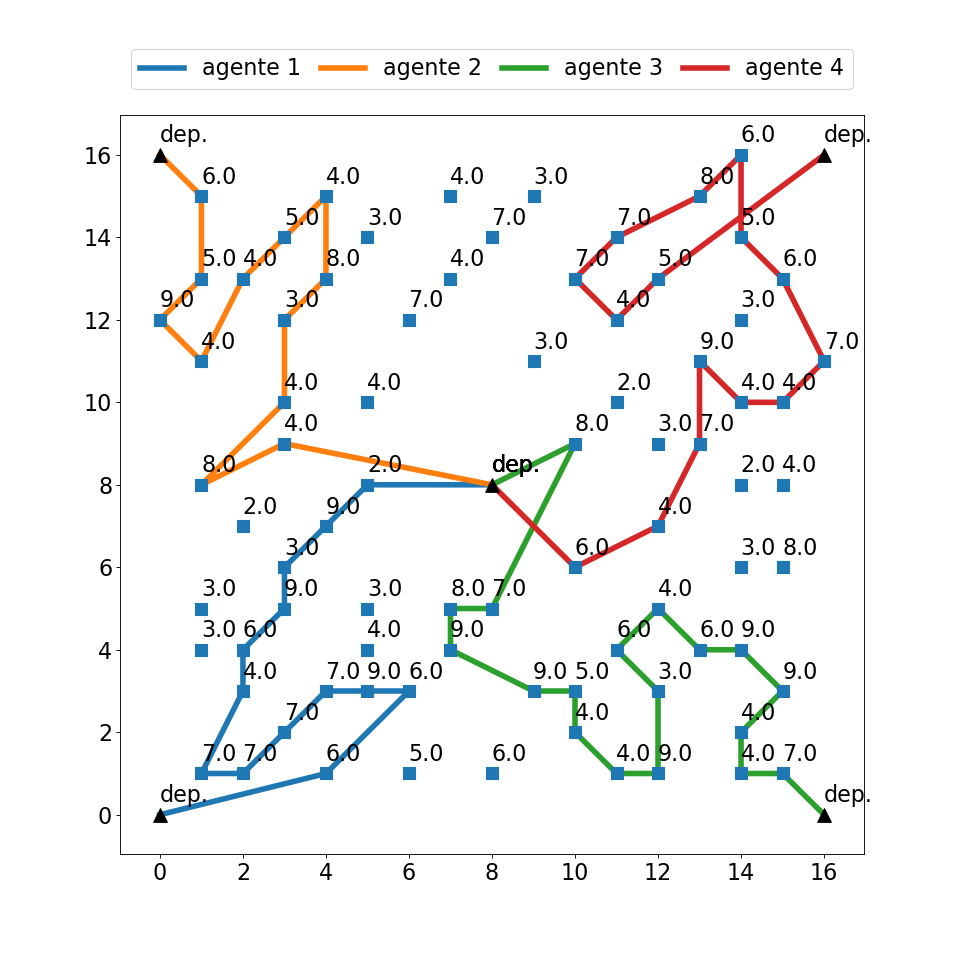 agente 1 agente 2 agente 3 agente 4
dep. 6.0 dep.
16
6.0 4.0 4.0 3.0 8.0
5.0 3.0 7.0 7.0 5.0
14
5.0 4.0 8.0 4.0 7.0 5.0 6.0
9.0 3.0 7.0 4.0 3.0
12
4.0 3.0 9.0 7.0
4.0 4.0 2.0 4.0 4.0
10
4.0 8.0 3.0 7.0
8.0 2.0 dep. dep. 2.0 4.0
8
2.0 9.0 4.0
3.0 6.0 3.0 8.0
6
3.0 9.0 3.0 8.0 7.0 4.0
3.0 6.0 4.0 9.0 6.0 6.0 9.0
4
4.0 7.0 9.0 6.0 9.0 5.0 3.0 9.0
7.0 4.0 4.0
2
7.0 7.0 6.0 5.0 6.0 4.0 9.0 4.0 7.0
dep. dep.
0
0 2 4 6 8 10 12 14 16